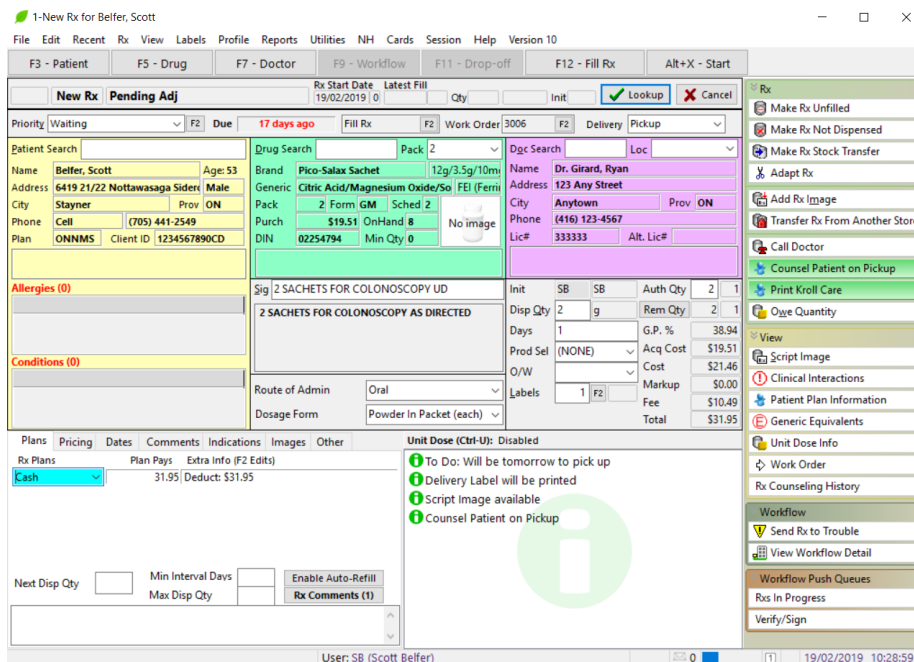 1-New Rx for Belfer, Scott
File Edit Recent Rx View Labels Profile Reports Utilities NH Cards Session Help Version 10
F3 - Patient F5 - Drug F7 - Doctor F9 - Workflow F11 - Drop-off F12 - Fill Rx Alt+X - Start
New Rx Pending Adj Rx Start Date Latest Fill
19/02/2019 0 Qty Init Lookup Cancel
Priority Waiting F2 Due 17 days ago Fill Rx F2 Work Order 3006 F2 Delivery Pickup
Patient Search
Name Belfer, Scott Age: 53
Address 6419 21/22 Nottawasaga Sidero Male
City Stayner Prov ON
Phone Cell (705) 441-2549
Plan ONNMS Client ID 1234567890CD
Allergies (0)
Conditions (0)
Drug Search Pack 2
Brand Pico-Salax Sachet 12g/3.5g/10mg
Generic Citric Acid/Magnesium Oxide/So FEI (Ferrin
Pack 2 Form GM Sched 2
Purch $19.51 OnHand 8
DIN 02254794 Min Qty 0
No image
Doc Search Loc
Name Dr. Girard, Ryan
Address 123 Any Street
City Anytown Prov ON
Phone (416) 123-4567
Lic# 333333 Alt. Lic#
Sig 2 SACHETS FOR COLONOSCOPY UD
2 SACHETS FOR COLONOSCOPY AS DIRECTED
Route of Admin Oral
Dosage Form Powder In Packet (each)
Init SB SB Auth Qty 2 1
Disp Qty 2 g Rem Qty 2 1
Days 1 G.P. % 38.94
Prod Sel (NONE) Acq Cost $19.51
O/W Cost $21.46
Labels 1 F2 Markup $0.00
Fee $10.49
Total $31.95
Plans Pricing Dates Comments Indications Images Other
Rx Plans Plan Pays Extra Info (F2 Edits)
Cash 31.95 Deduct: $31.95
Next Disp Qty Min Interval Days Enable Auto-Refill
Max Disp Qty Rx Comments (1)
Unit Dose (Ctrl-U): Disabled
To Do: Will be tomorrow to pick up
Delivery Label will be printed
Script Image available
Counsel Patient on Pickup
Rx
Make Rx Unfilled
Make Rx Not Dispensed
Make Rx Stock Transfer
Adapt Rx
Add Rx Image
Transfer Rx From Another Stor
Call Doctor
Counsel Patient on Pickup
Print Kroll Care
Owe Quantity
View
Script Image
Clinical Interactions
Patient Plan Information
Generic Equivalents
Unit Dose Info
Work Order
Rx Counseling History
Workflow
Send Rx to Trouble
View Workflow Detail
Workflow Push Queues
Rxs In Progress
Verify/Sign
User: SB (Scott Belfer) 0 1 19/02/2019 10:28:59